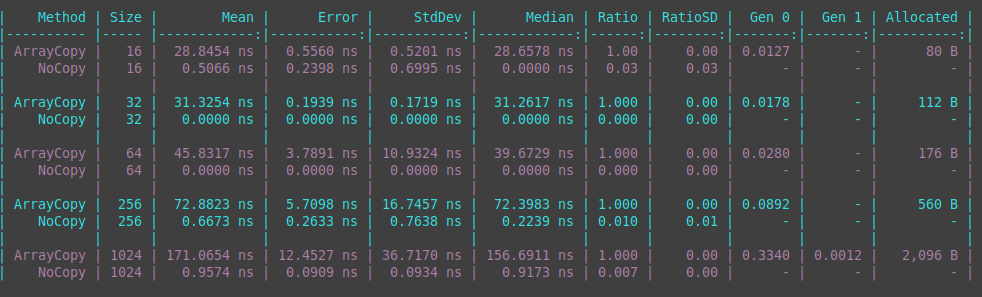 | Method | Size | Mean | Error | StdDev | Median | Ratio | RatioSD | Gen 0 | Gen 1 | Allocated |
|---------- |----- |------------:|-----------:|-----------:|------------:|------:|--------:|-------:|-------:|----------:|
| ArrayCopy | 16 | 28.8454 ns | 0.5560 ns | 0.5201 ns | 28.6578 ns | 1.00 | 0.00 | 0.0127 | - | 80 B |
| NoCopy | 16 | 0.5066 ns | 0.2398 ns | 0.6995 ns | 0.0000 ns | 0.03 | 0.03 | - | - | - |
| | | | | | | | | | | |
| ArrayCopy | 32 | 31.3254 ns | 0.1939 ns | 0.1719 ns | 31.2617 ns | 1.000 | 0.00 | 0.0178 | - | 112 B |
| NoCopy | 32 | 0.0000 ns | 0.0000 ns | 0.0000 ns | 0.0000 ns | 0.000 | 0.00 | - | - | - |
| | | | | | | | | | | |
| ArrayCopy | 64 | 45.8317 ns | 3.7891 ns | 10.9324 ns | 39.6729 ns | 1.000 | 0.00 | 0.0280 | - | 176 B |
| NoCopy | 64 | 0.0000 ns | 0.0000 ns | 0.0000 ns | 0.0000 ns | 0.000 | 0.00 | - | - | - |
| | | | | | | | | | | |
| ArrayCopy | 256 | 72.8823 ns | 5.7098 ns | 16.7457 ns | 72.3983 ns | 1.000 | 0.00 | 0.0892 | - | 560 B |
| NoCopy | 256 | 0.6673 ns | 0.2633 ns | 0.7638 ns | 0.2239 ns | 0.010 | 0.01 | - | - | - |
| | | | | | | | | | | |
| ArrayCopy | 1024 | 171.0654 ns | 12.4527 ns | 36.7170 ns | 156.6911 ns | 1.000 | 0.00 | 0.3340 | 0.0012 | 2,096 B |
| NoCopy | 1024 | 0.9574 ns | 0.0909 ns | 0.0934 ns | 0.9173 ns | 0.007 | 0.00 | - | - | - |